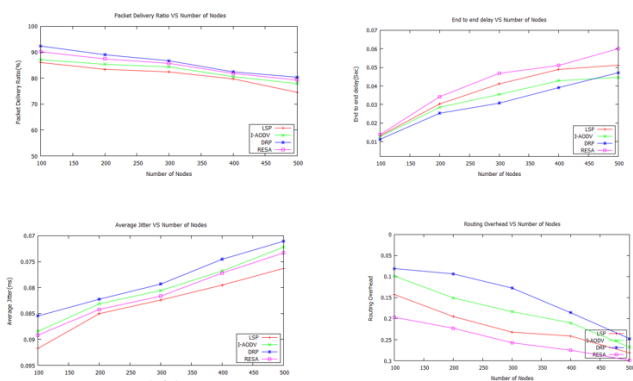 Packet Delivery Ratio VS Number of Nodes
100
90
80
70
60
50
Packet Delivery Ratio(%)
100 150 200 250 300 350 400 450 500
Number of Nodes
LSP
I-AODV
DRP
RESA
End to end delay VS Number of Nodes
0.07
0.06
0.05
0.04
0.03
0.02
0.01
End to end delay(Sec)
100 150 200 250 300 350 400 450 500
Number of Nodes
LSP
I-AODV
DRP
RESA
Average Jitter VS Number of Nodes
0.07
0.075
0.08
0.085
0.09
0.095
Average Jitter(ms)
100 150 200 250 300 350 400 450 500
LSP
I-AODV
DRP
RESA
Routing Overhead VS Number of Nodes
0
0.05
0.1
0.15
0.2
0.25
0.3
Routing Overhead
100 150 200 250 300 350 400 450 500
Number of Nodes
LSP
I-AODV
DRP
RESA